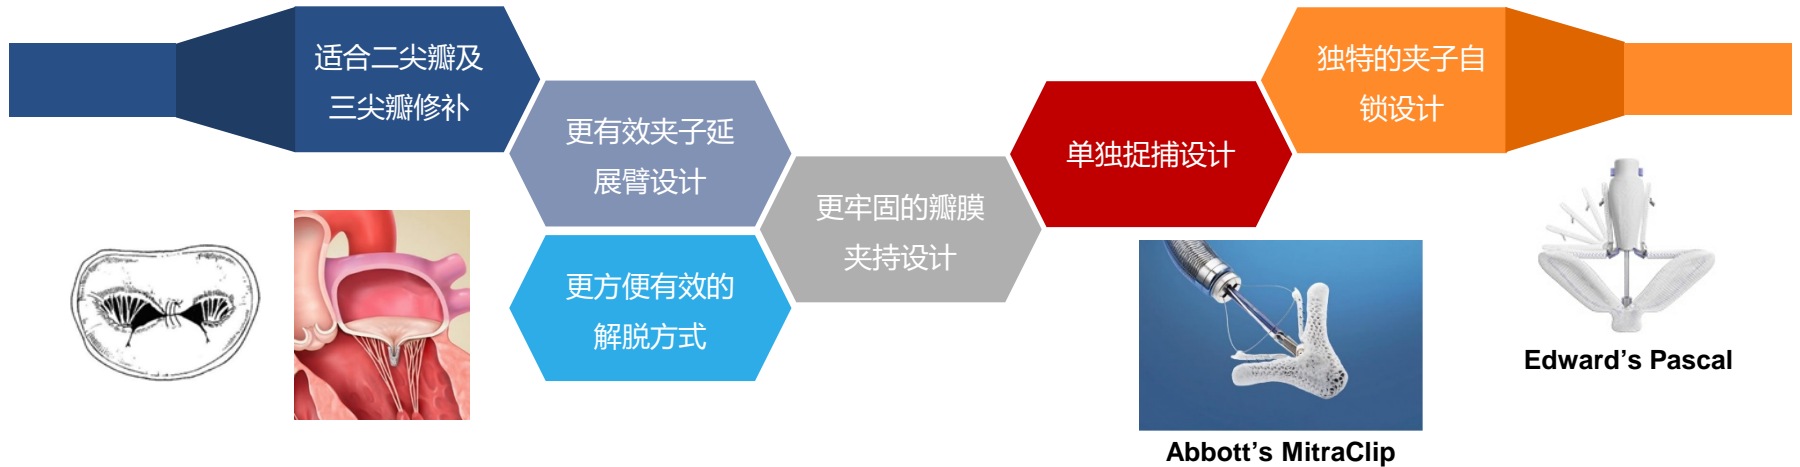 适合二尖瓣及
三尖瓣修补
更有效夹子延
展臂设计
更方便有效的
解脱方式
更牢固的瓣膜
夹持设计
单独捉捕设计
独特的夹子自
锁设计
Abbott’s MitraClip
Edward’s Pascal